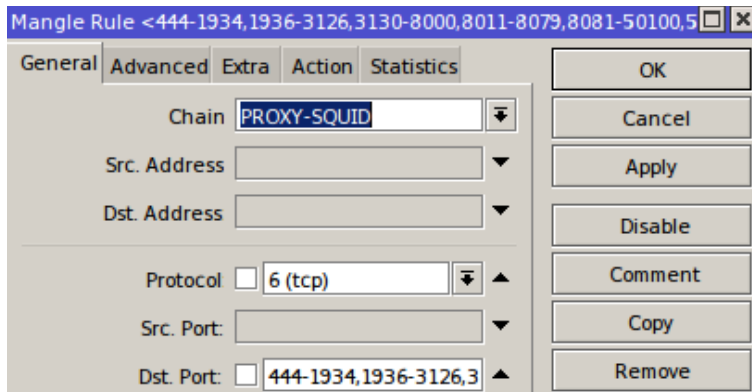 Mangle Rule <444-1934,1936-3126,3130-8000,8011-8079,8081-50100,5
General Advanced Extra Action Statistics
OK
Chain PROXY-SQUID
Cancel
Src. Address
Apply
Dst. Address
Disable
Protocol 6 (tcp)
Comment
Src. Port:
Copy
Dst. Port: 444-1934,1936-3126,3
Remove